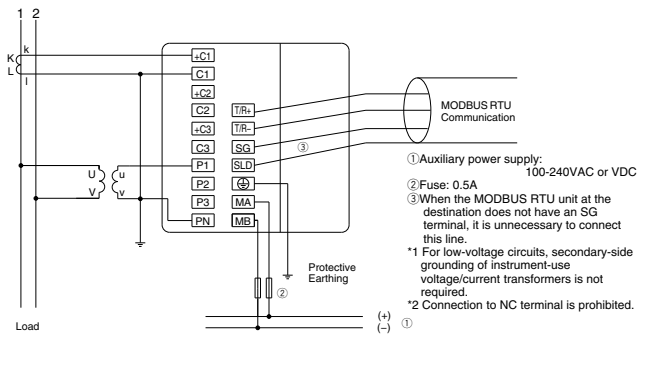 1 2
K
k
L
l
+C1
C1
+C2
C2
T/R+
+C3
T/R−
C3
SG
③
P1
SLD
P2
P3
MA
PN
MB
U
u
V
v
MODBUS RTU
Communication
①Auxiliary power supply:
100-240VAC or VDC
②Fuse: 0.5A
③When the MODBUS RTU unit at the
destination does not have an SG
terminal, it is unnecessary to connect
this line.
*1 For low-voltage circuits, secondary-side
grounding of instrument-use
voltage/current transformers is not
required.
*2 Connection to NC terminal is prohibited.
Protective
Earthing
②
(+)
(−)
①
Load